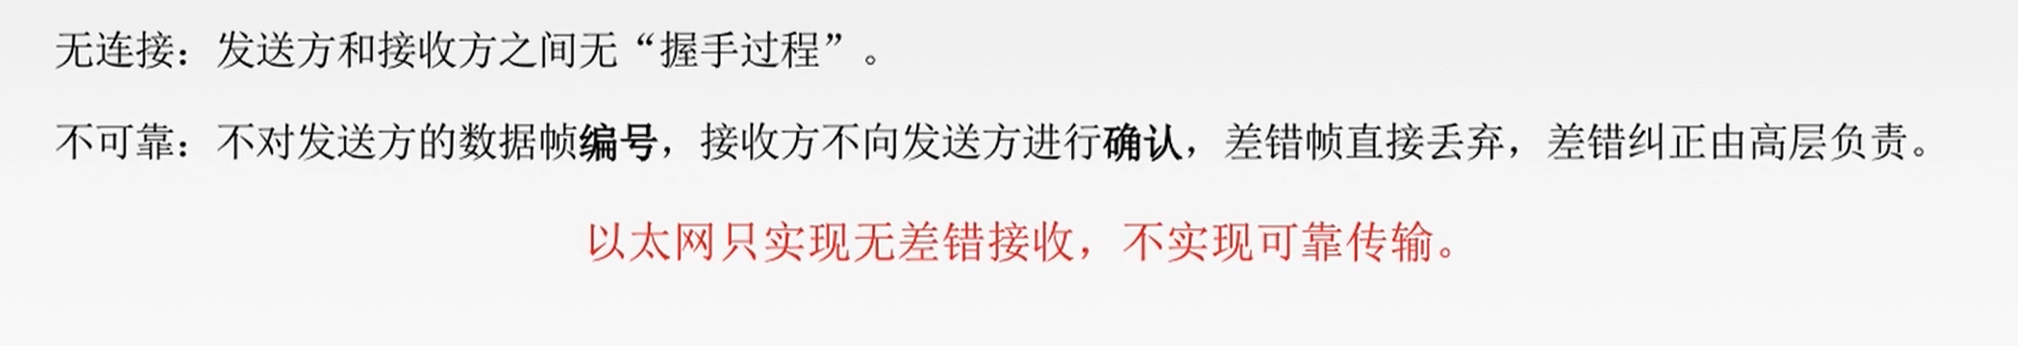 无连接：发送方和接收方之间无“握手过程”。
不可靠：不对发送方的数据帧编号，接收方不向发送方进行确认，差错帧直接丢弃，差错纠正由高层负责。
以太网只实现无差错接收，不实现可靠传输。